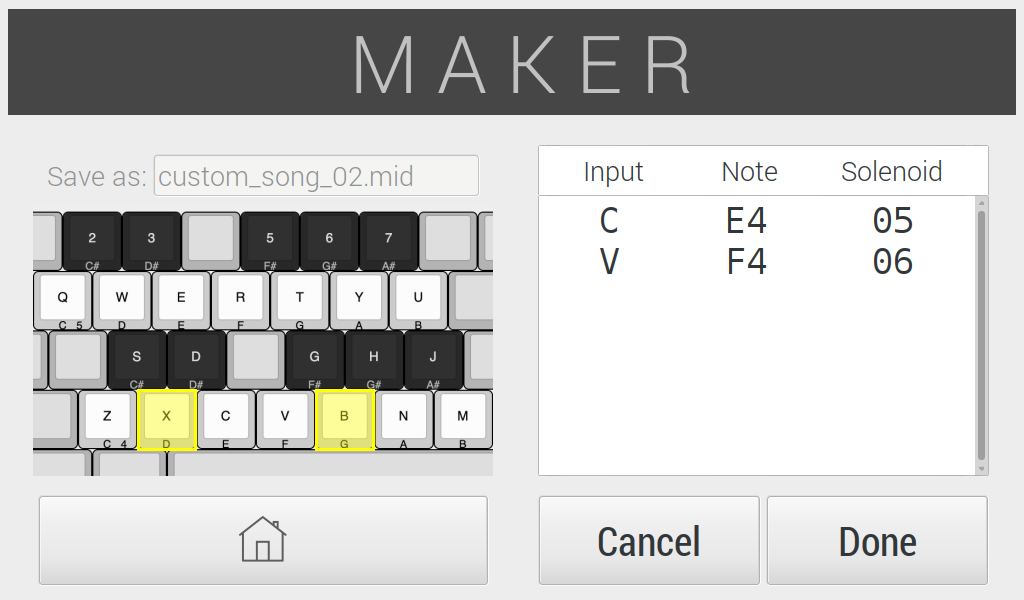 MAKER
Save as: custom_song_02.mid
2 3 5 6 7
C# D# F# G# A#
Q W E R T Y U
C 5 D E F G A B
S D G H J
C# D# F# G# A#
Z X C V B N M
C 4 D E F G A B
Input Note Solenoid
C E4 05
V F4 06
Cancel Done